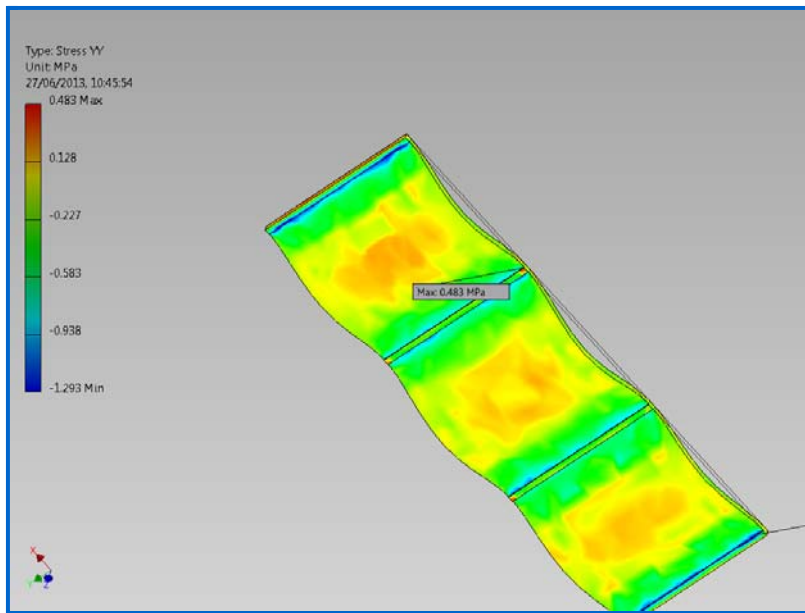 Type: Stress YY
Unit: MPa
27/06/2013, 10:45:54
0.483 Max
0.128
-0.227
-0.583
-0.938
-1.293 Min
Max: 0.483 MPa
X
Y
Z